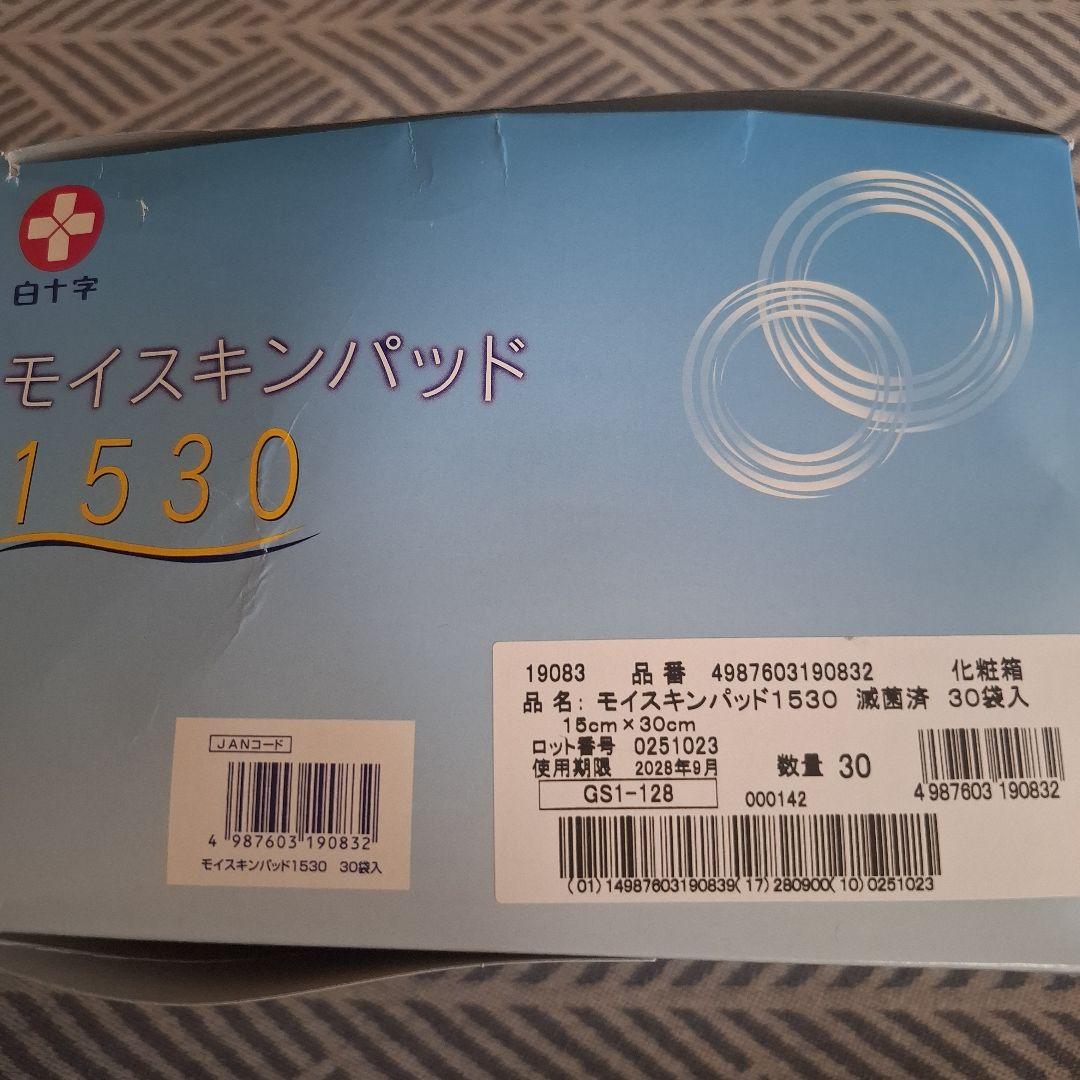 白十字
モイスキンパッド
1530
19083 品番 4987603190832 化粧箱
品名: モイスキンパッド1530 滅菌済 30袋入
15cm×30cm
ロット番号 0251023
使用期限 2028年9月 数量 30
GS1-128 000142
4987603 190832
(01)14987603190839(17)280900(10)0251023
JANコード
4 987603 190832
モイスキンパッド1530 30袋入